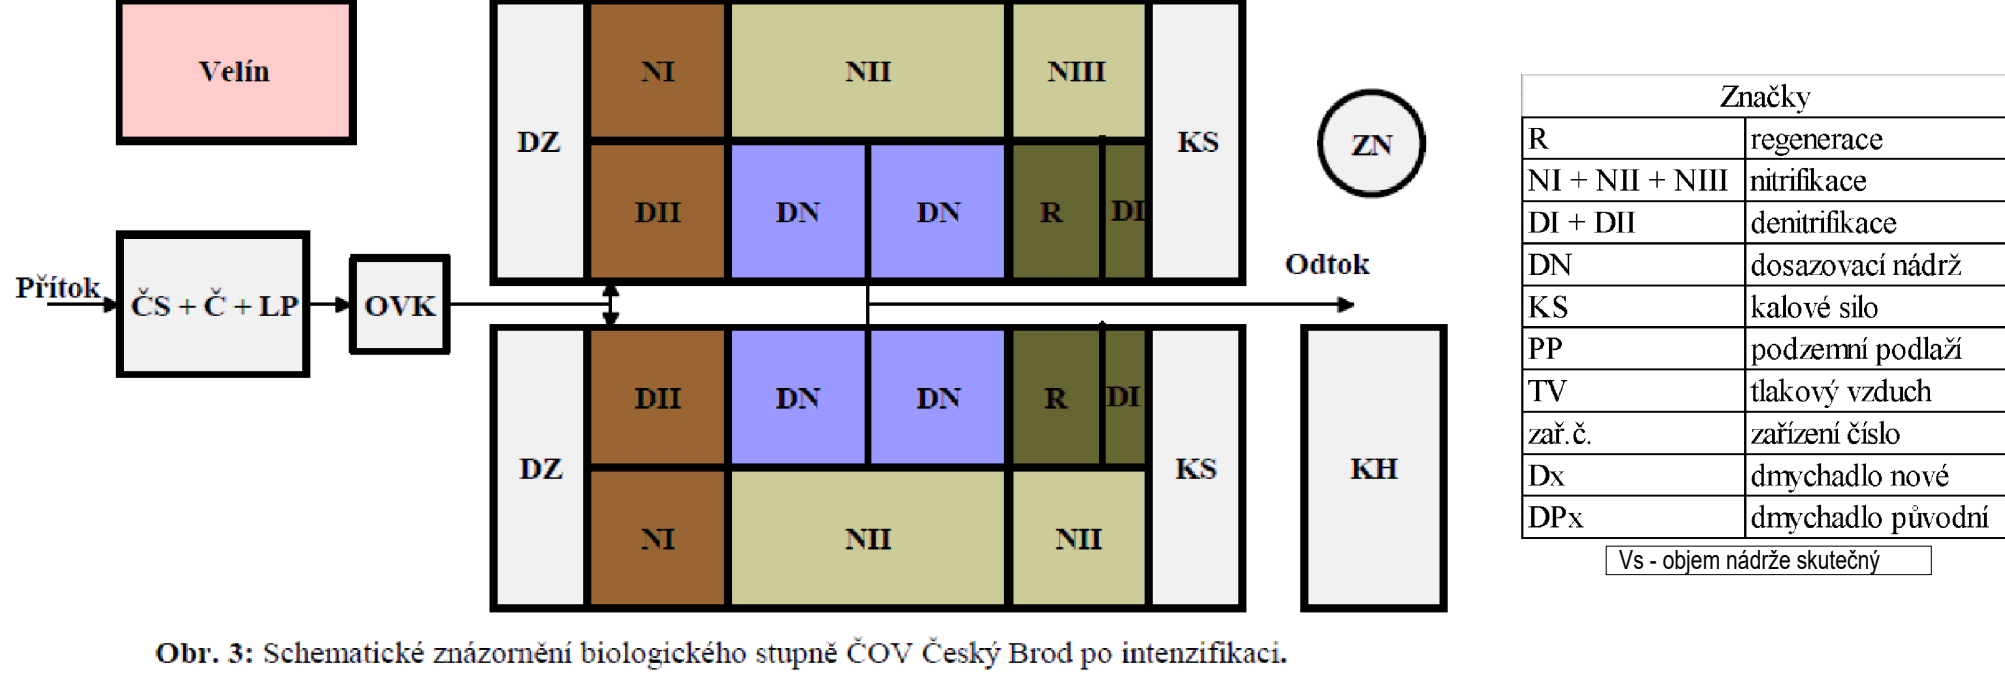 Velín
NI NII NIII
DZ KS
DII DN DN R DI
ZN
Přítok ČS + Č + LP OVK Odtok
DII DN DN R DI
DZ KS KH
NI NII NII
Značky
R regenerace
NI + NII + NIII nitrifikace
DI + DII denitrifikace
DN dosazovací nádrž
KS kalové silo
PP podzemní podlaží
TV tlakový vzduch
zař.č. zařízení číslo
Dx dmychadlo nové
DPx dmychadlo původní
Vs - objem nádrže skutečný
Obr. 3: Schematické znázornění biologického stupně ČOV Český Brod po intenzifikaci.